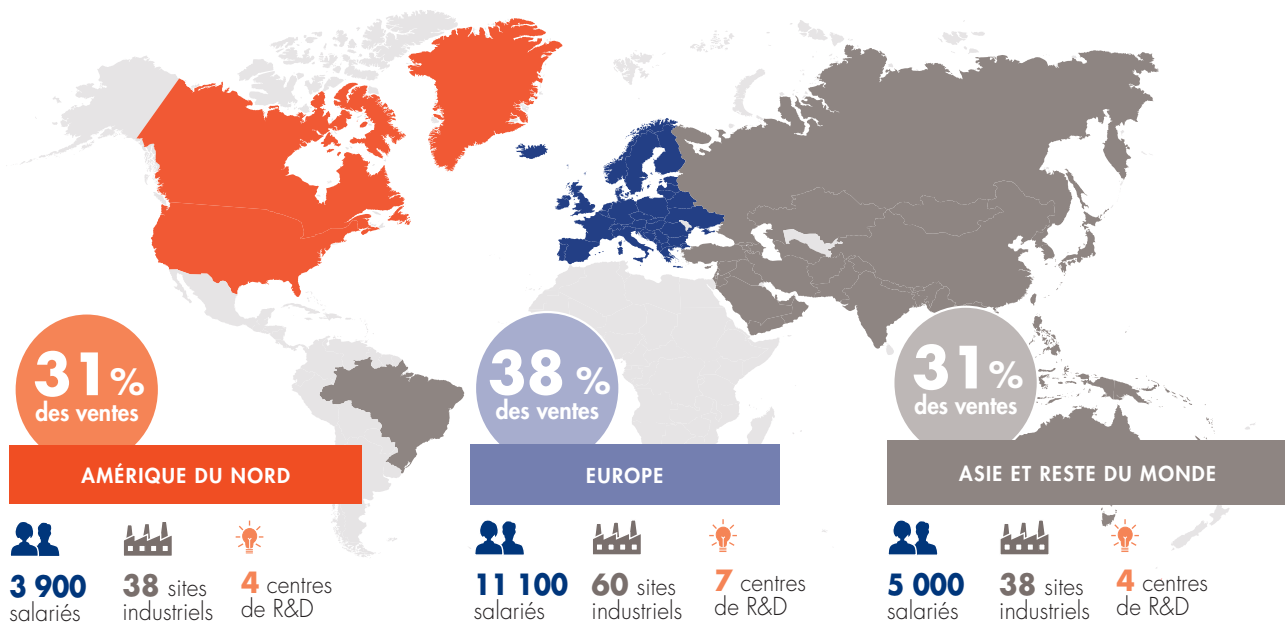 31%
des ventes
AMÉRIQUE DU NORD
3 900
salariés
38 sites
industriels
4 centres
de R&D
38 %
des ventes
EUROPE
11 100
salariés
60 sites
industriels
7 centres
de R&D
31%
des ventes
ASIE ET RESTE DU MONDE
5 000
salariés
38 sites
industriels
4 centres
de R&D